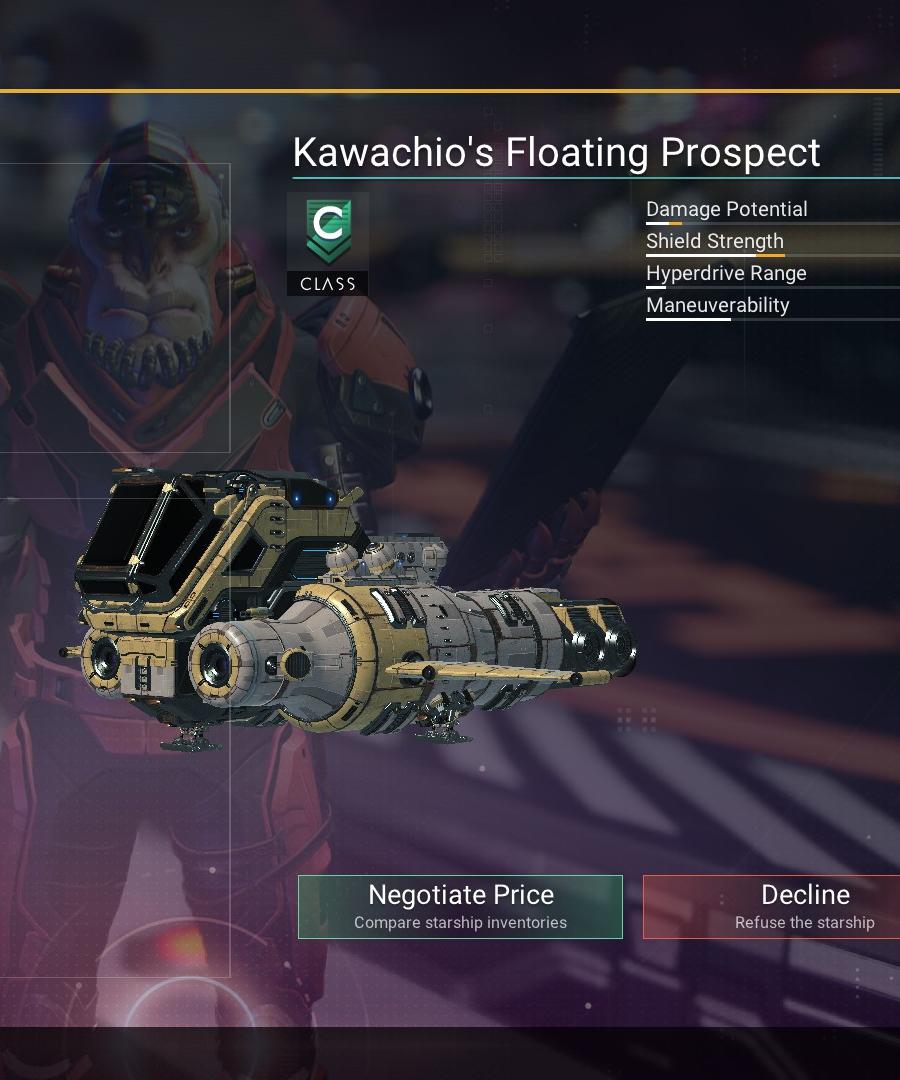 Kawachio's Floating Prospect
C
CLASS
Damage Potential
Shield Strength
Hyperdrive Range
Maneuverability
Negotiate Price
Compare starship inventories
Decline
Refuse the starship